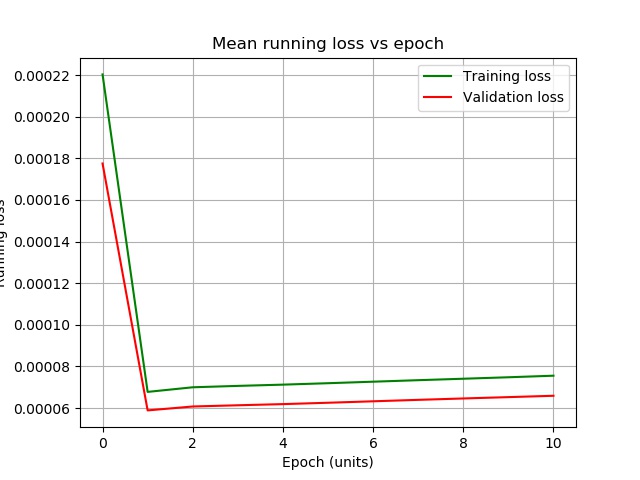 Mean running loss vs epoch
Training loss
Validation loss
0.00022
0.00020
0.00018
0.00016
0.00014
0.00012
0.00010
0.00008
0.00006
Running loss
0 2 4 6 8 10
Epoch (units)